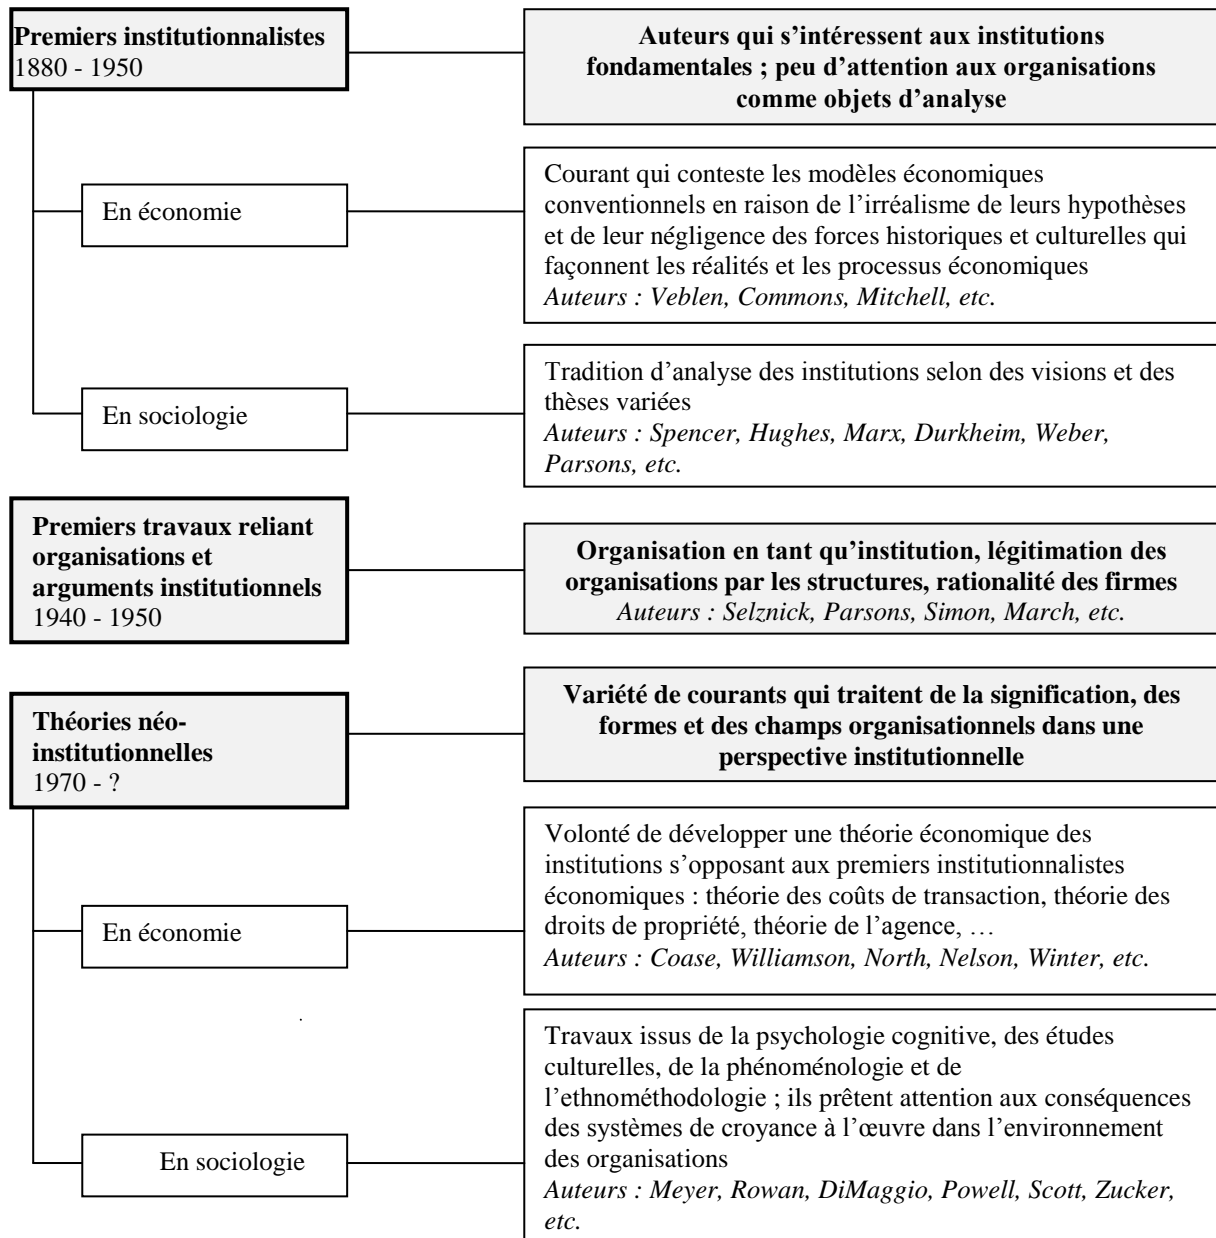 Premiers institutionnalistes
1880 - 1950
Auteurs qui s’intéressent aux institutions
fondamentales ; peu d’attention aux organisations
comme objets d’analyse
En économie
Courant qui conteste les modèles économiques
conventionnels en raison de l’irréalisme de leurs hypothèses
et de leur négligence des forces historiques et culturelles qui
façonnent les réalités et les processus économiques
Auteurs : Veblen, Commons, Mitchell, etc.
En sociologie
Tradition d’analyse des institutions selon des visions et des
thèses variées
Auteurs : Spencer, Hughes, Marx, Durkheim, Weber,
Parsons, etc.
Premiers travaux reliant
organisations et
arguments institutionnels
1940 - 1950
Organisation en tant qu’institution, légitimation des
organisations par les structures, rationalité des firmes
Auteurs : Selznick, Parsons, Simon, March, etc.
Théories néo-
institutionnelles
1970 - ?
Variété de courants qui traitent de la signification, des
formes et des champs organisationnels dans une
perspective institutionnelle
En économie
Volonté de développer une théorie économique des
institutions s’opposant aux premiers institutionnalistes
économiques : théorie des coûts de transaction, théorie des
droits de propriété, théorie de l’agence, …
Auteurs : Coase, Williamson, North, Nelson, Winter, etc.
En sociologie
Travaux issus de la psychologie cognitive, des études
culturelles, de la phénoménologie et de
l’ethnométhodologie ; ils prêtent attention aux conséquences
des systèmes de croyance à l’œuvre dans l’environnement
des organisations
Auteurs : Meyer, Rowan, DiMaggio, Powell, Scott, Zucker,
etc.